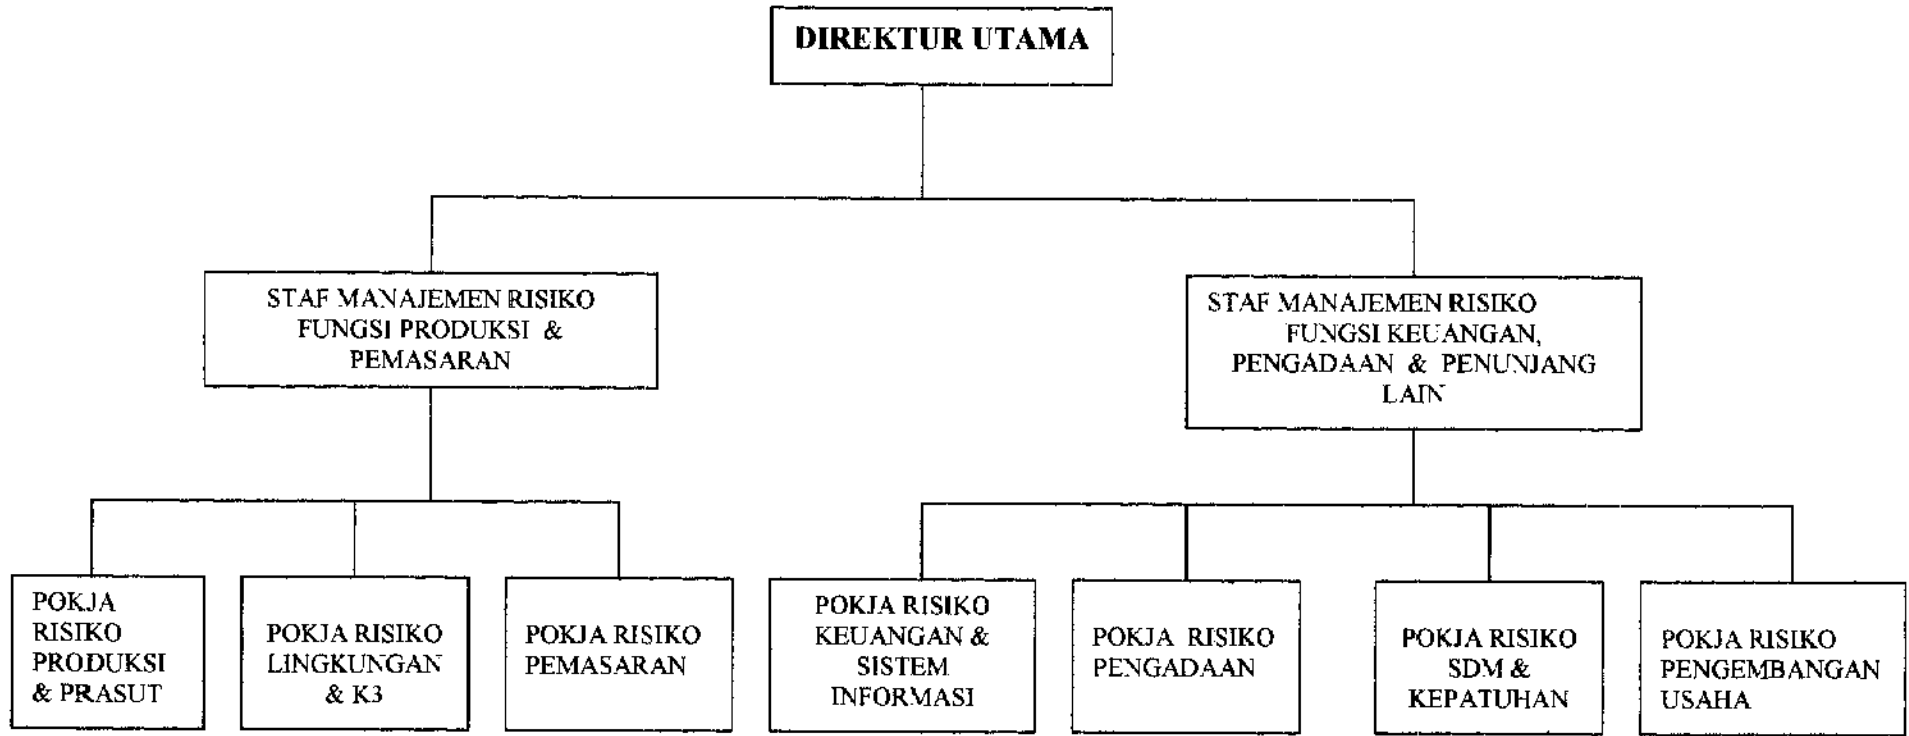 DIREKTUR UTAMA
STAF MANAJEMEN RISIKO
FUNGSI PRODUKSI &
PEMASARAN
STAF MANAJEMEN RISIKO
FUNGSI KEUANGAN,
PENGADAAN & PENUNJANG
LAIN
POKJA
RISIKO
PRODUKSI
& PRASUT
POKJA RISIKO
LINGKUNGAN
& K3
POKJA RISIKO
PEMASARAN
POKJA RISIKO
KEUANGAN &
SISTEM
INFORMASI
POKJA RISIKO
PENGADAAN
POKJA RISIKO
SDM &
KEPATUHAN
POKJA RISIKO
PENGEMBANGAN
USAHA